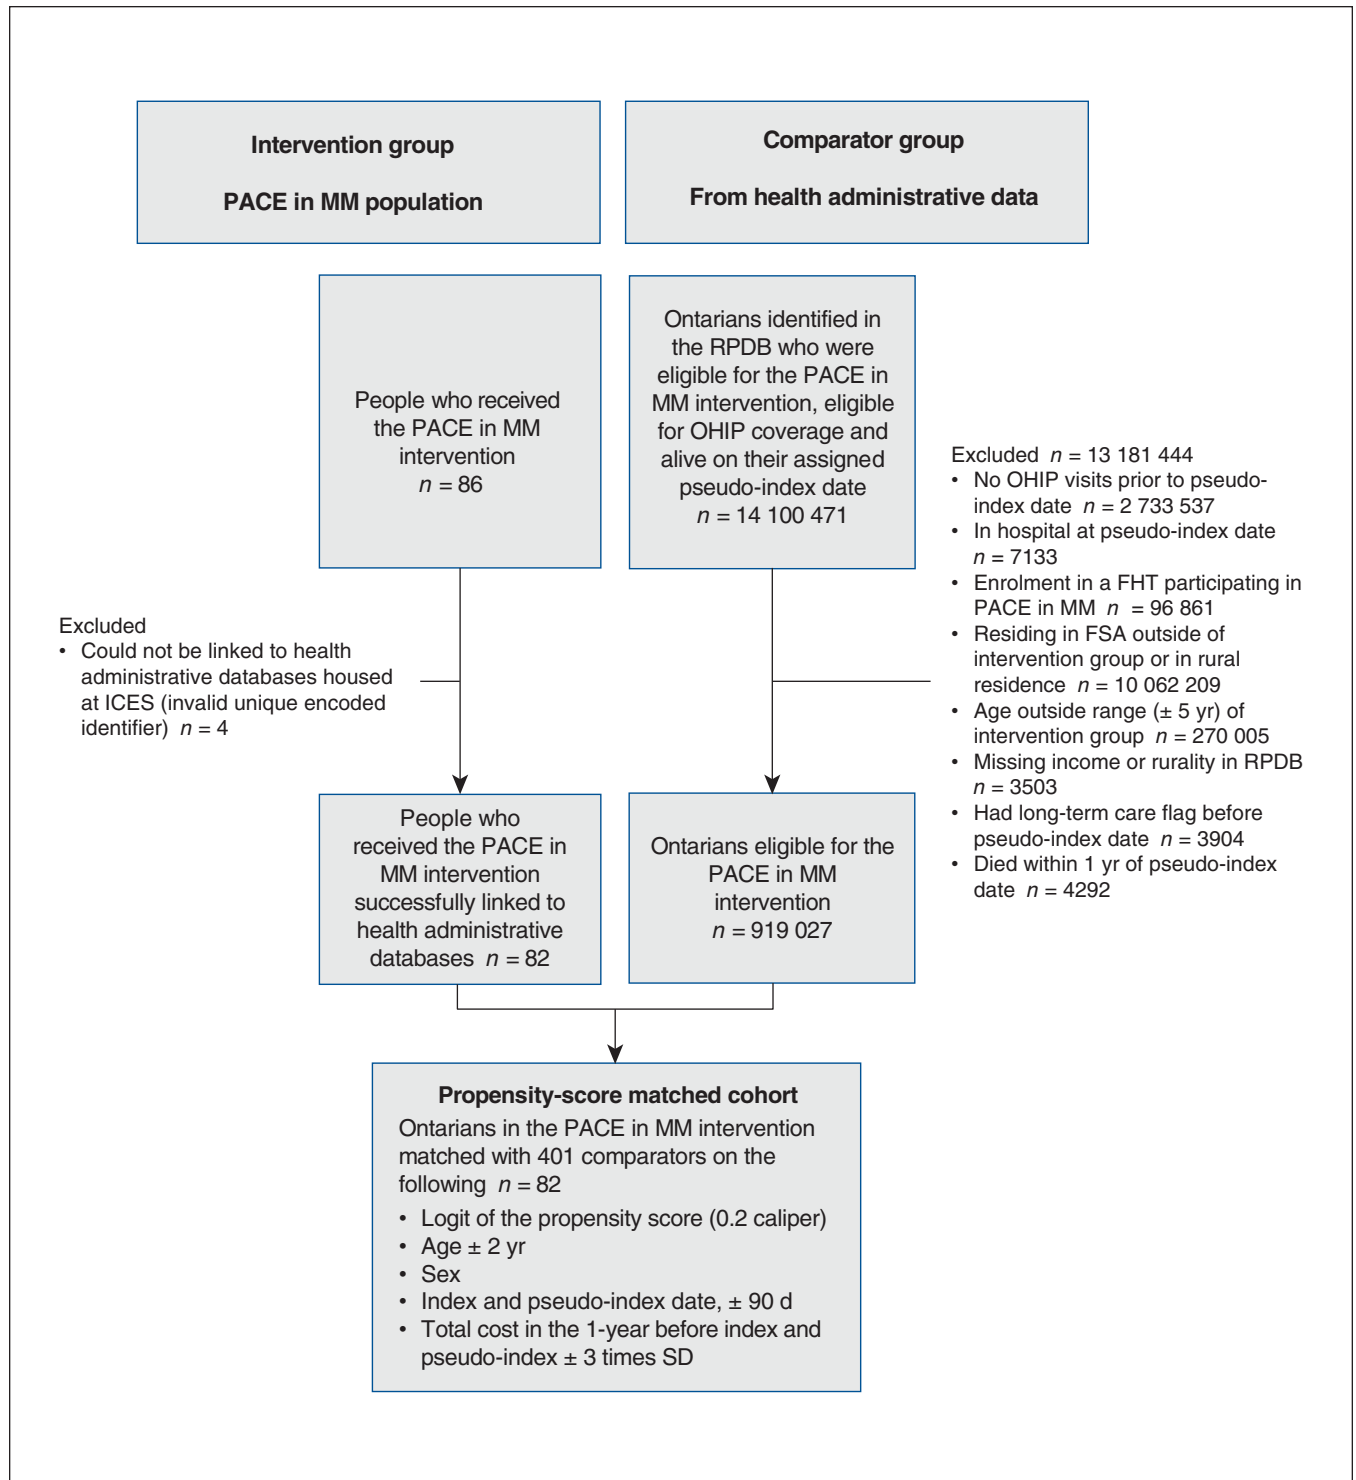 Intervention group
PACE in MM population
Comparator group
From health administrative data
People who received
the PACE in MM
intervention
n = 86
Ontarians identified in
the RPDB who were
eligible for the PACE in
MM intervention, eligible
for OHIP coverage and
alive on their assigned
pseudo-index date
n = 14 100 471
Excluded
• Could not be linked to health
administrative databases housed
at ICES (invalid unique encoded
identifier) n = 4
Excluded n = 13 181 444
• No OHIP visits prior to pseudo-
index date n = 2 733 537
• In hospital at pseudo-index date
n = 7133
• Enrolment in a FHT participating in
PACE in MM n = 96 861
• Residing in FSA outside of
intervention group or in rural
residence n = 10 062 209
• Age outside range (± 5 yr) of
intervention group n = 270 005
• Missing income or rurality in RPDB
n = 3503
• Had long-term care flag before
pseudo-index date n = 3904
• Died within 1 yr of pseudo-index
date n = 4292
People who
received the PACE in
MM intervention
successfully linked to
health administrative
databases n = 82
Ontarians eligible for the
PACE in MM
intervention
n = 919 027
Propensity-score matched cohort
Ontarians in the PACE in MM intervention
matched with 401 comparators on the
following n = 82
• Logit of the propensity score (0.2 caliper)
• Age ± 2 yr
• Sex
• Index and pseudo-index date, ± 90 d
• Total cost in the 1-year before index and
pseudo-index ± 3 times SD